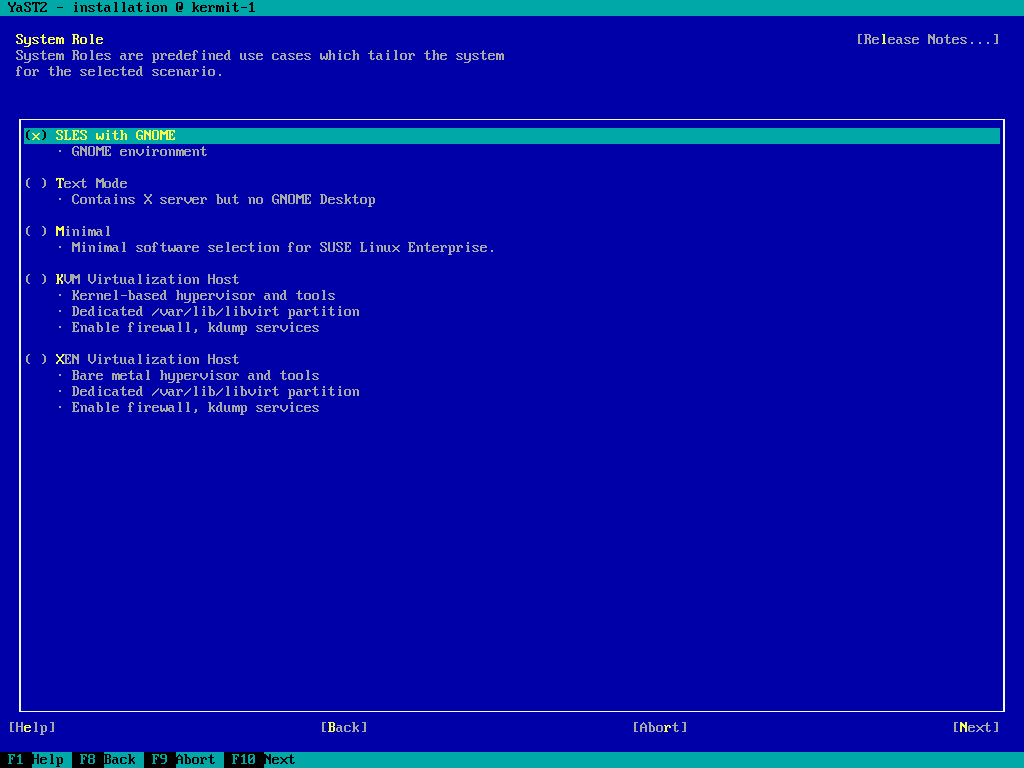 YaST2 - installation @ kermit-1
System Role [Release Notes...]
System Roles are predefined use cases which tailor the system
for the selected scenario.
(x) SLES with GNOME
· GNOME environment
( ) Text Mode
· Contains X server but no GNOME Desktop
( ) Minimal
· Minimal software selection for SUSE Linux Enterprise.
( ) KVM Virtualization Host
· Kernel-based hypervisor and tools
· Dedicated /var/lib/libvirt partition
· Enable firewall, kdump services
( ) XEN Virtualization Host
· Bare metal hypervisor and tools
· Dedicated /var/lib/libvirt partition
· Enable firewall, kdump services
[Help] [Back] [Abort] [Next]
F1 Help F8 Back F9 Abort F10 Next